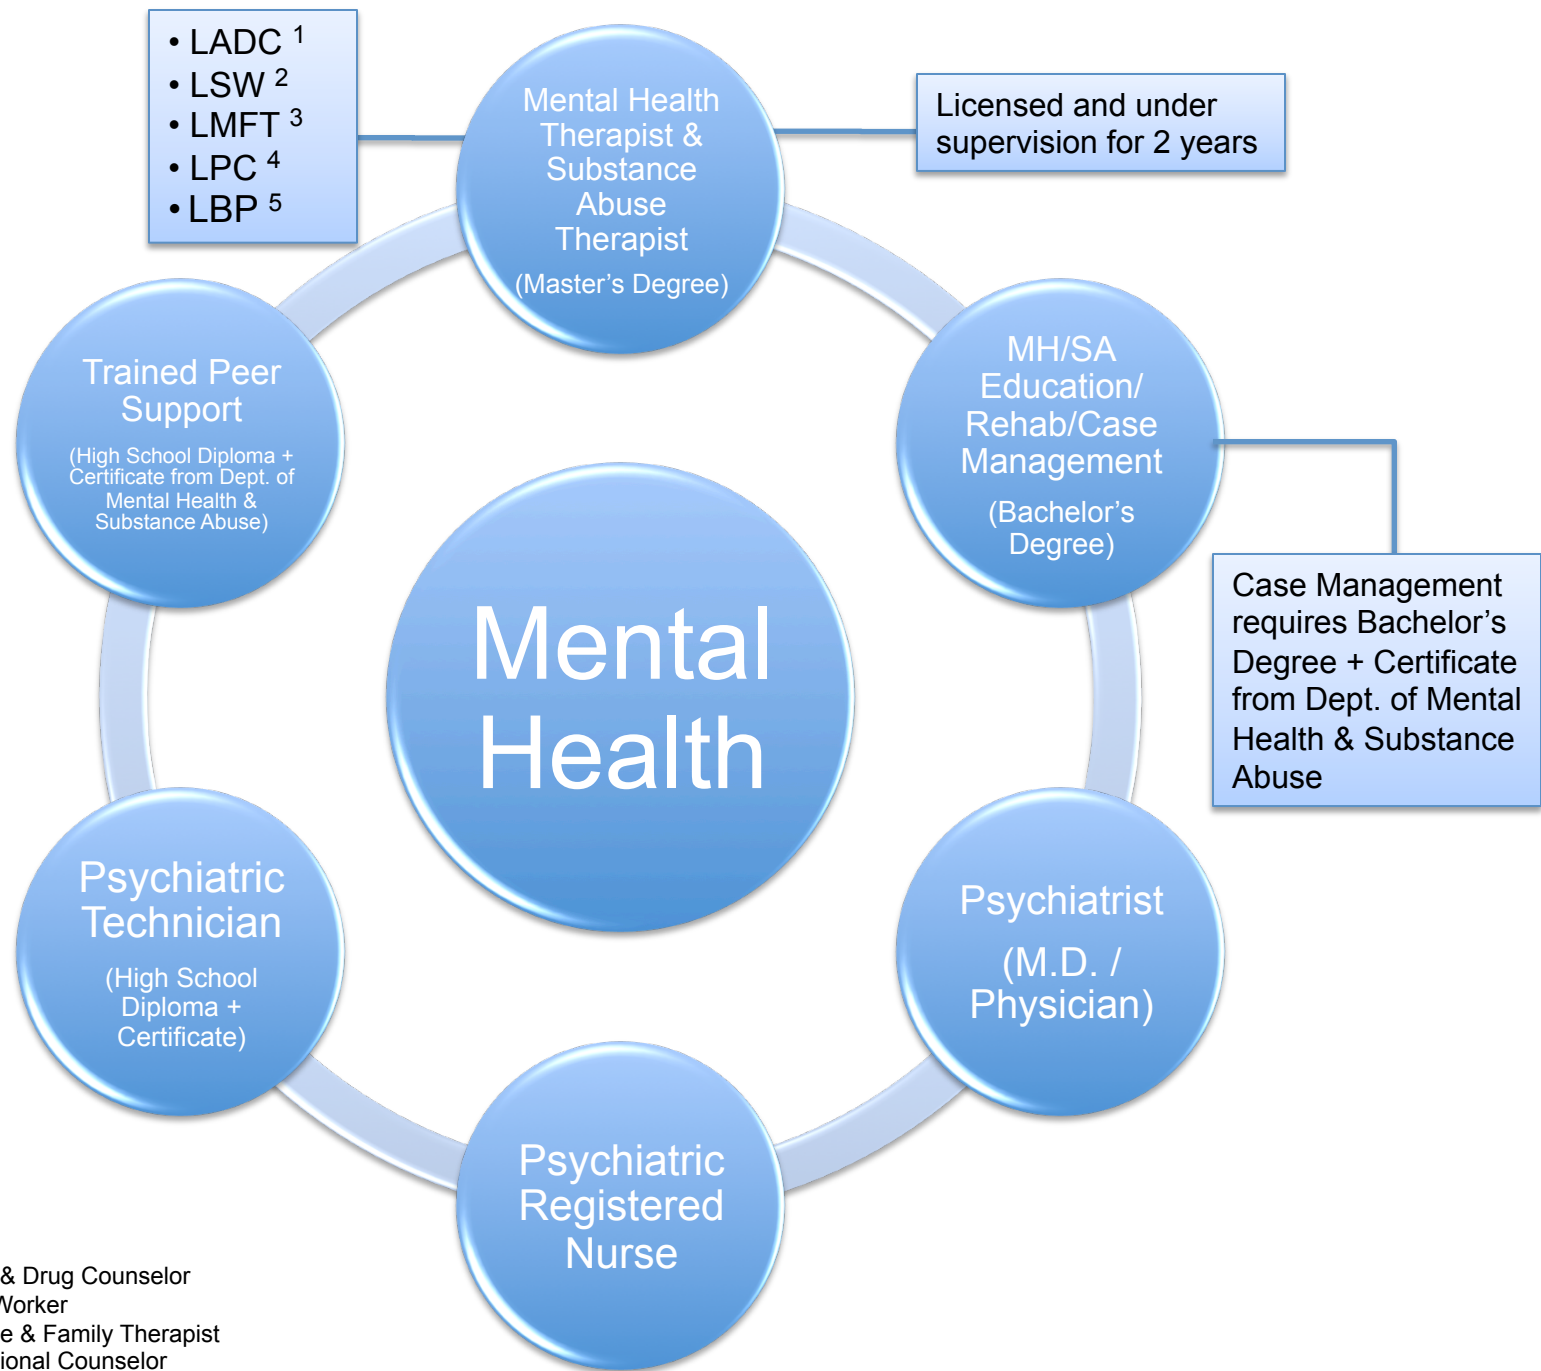 • LADC 1
• LSW 2
• LMFT 3
• LPC 4
• LBP 5
Mental Health
Therapist &
Substance
Abuse
Therapist
(Master’s Degree)
Licensed and under
supervision for 2 years
Trained Peer
Support
(High School Diploma +
Certificate from Dept. of
Mental Health &
Substance Abuse)
MH/SA
Education/
Rehab/Case
Management
(Bachelor’s
Degree)
Case Management
requires Bachelor’s
Degree + Certificate
from Dept. of Mental
Health & Substance
Abuse
Mental
Health
Psychiatric
Technician
(High School
Diploma +
Certificate)
Psychiatrist
(M.D. /
Physician)
Psychiatric
Registered
Nurse
& Drug Counselor
Worker
e & Family Therapist
ional Counselor